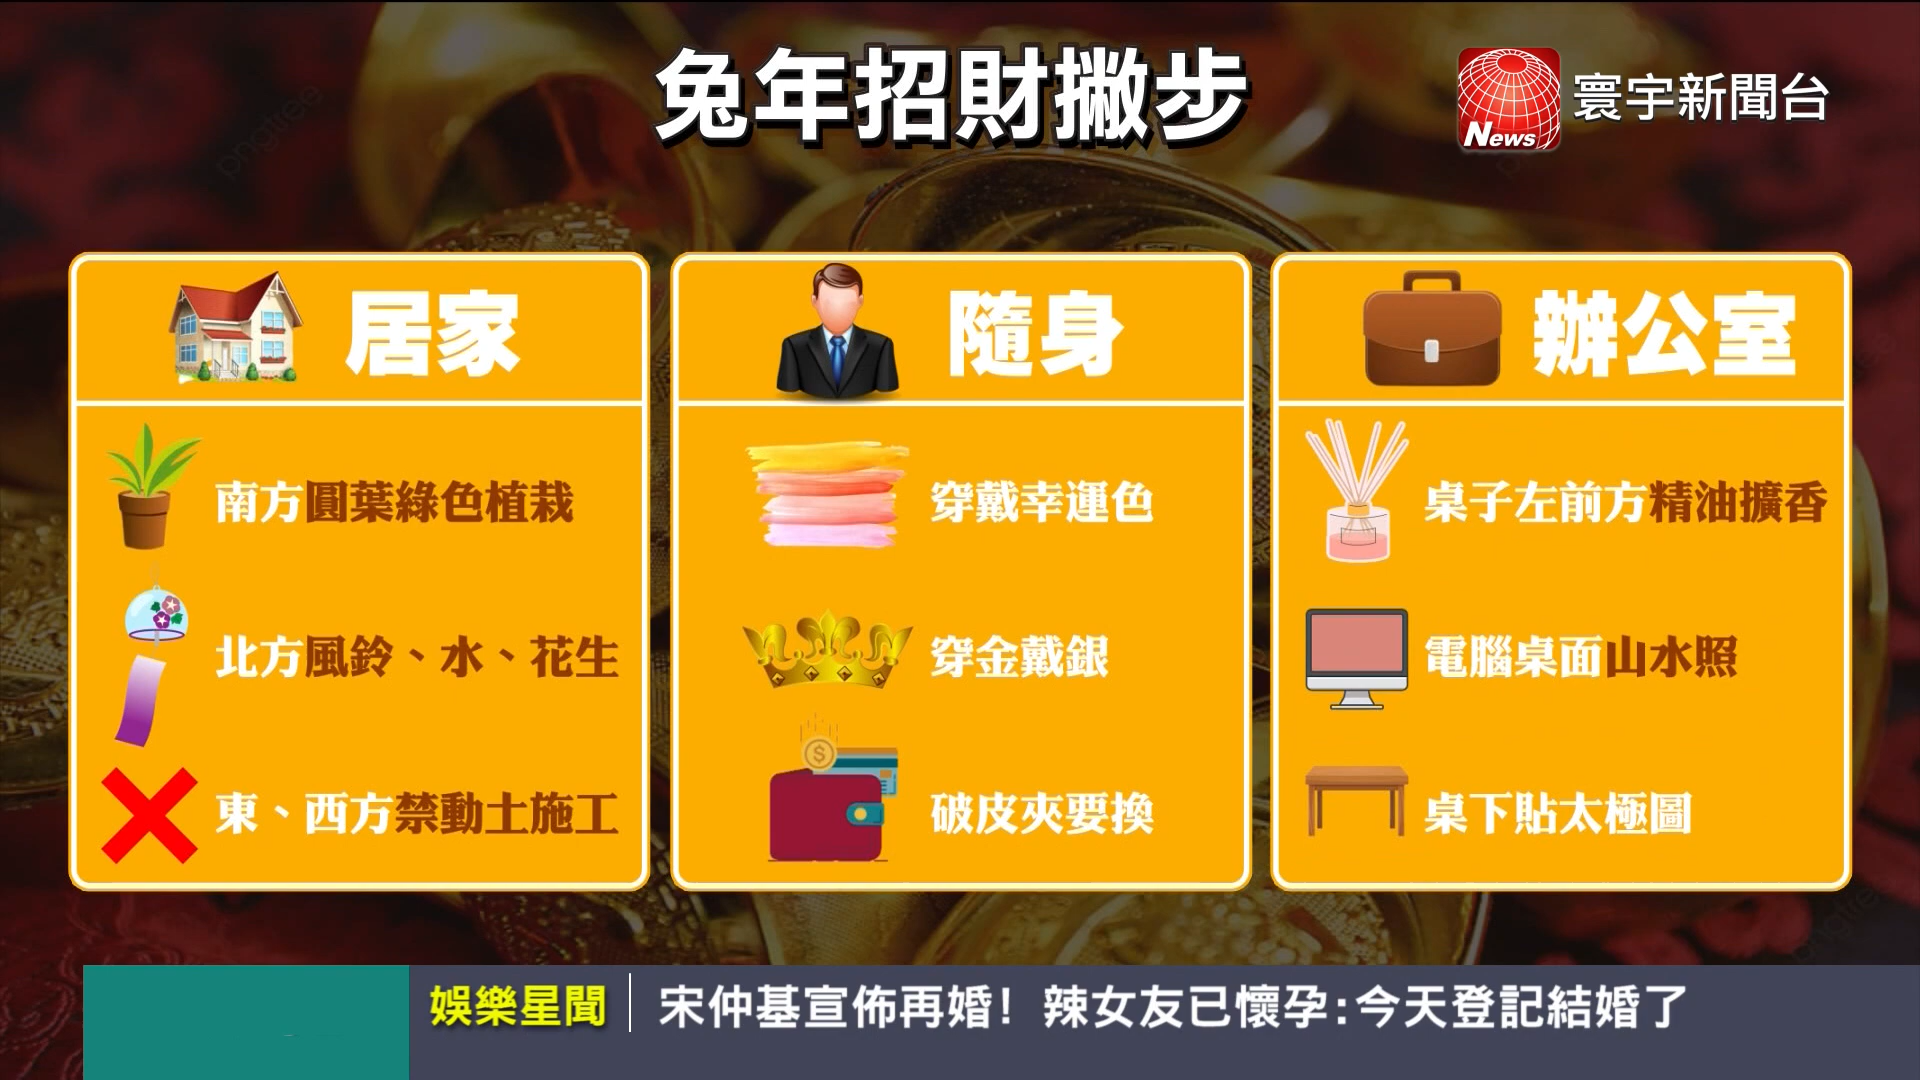 兔年招財撇步
News
寰宇新聞台
居家
南方圓葉綠色植栽
北方風鈴、水、花生
東、西方禁動土施工
隨身
穿戴幸運色
穿金戴銀
破皮夾要換
辦公室
桌子左前方精油擴香
電腦桌面山水照
桌下貼太極圖
娛樂星聞
宋仲基宣佈再婚！辣女友已懷孕:今天登記結婚了
pngtree